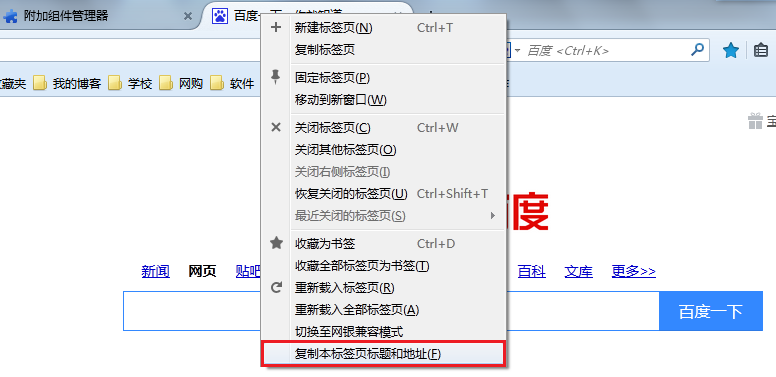 附加组件管理器
百度一下，你就知道
新建标签页(N) Ctrl+T
复制标签页
百度 <Ctrl+K>
固定标签页(P)
收藏夹 我的博客 学校 网购 软件
移动到新窗口(W)
关闭标签页(C) Ctrl+W
关闭其他标签页(O)
关闭右侧标签页(I)
恢复关闭的标签页(U) Ctrl+Shift+T
最近关闭的标签页(S)
百度
收藏为书签 Ctrl+D
收藏全部标签页为书签(T)
新闻 网页 贴吧 百科 文库 更多>>
重新载入标签页(R)
重新载入全部标签页(A)
百度一下
切换至网银兼容模式
复制本标签页标题和地址(F)